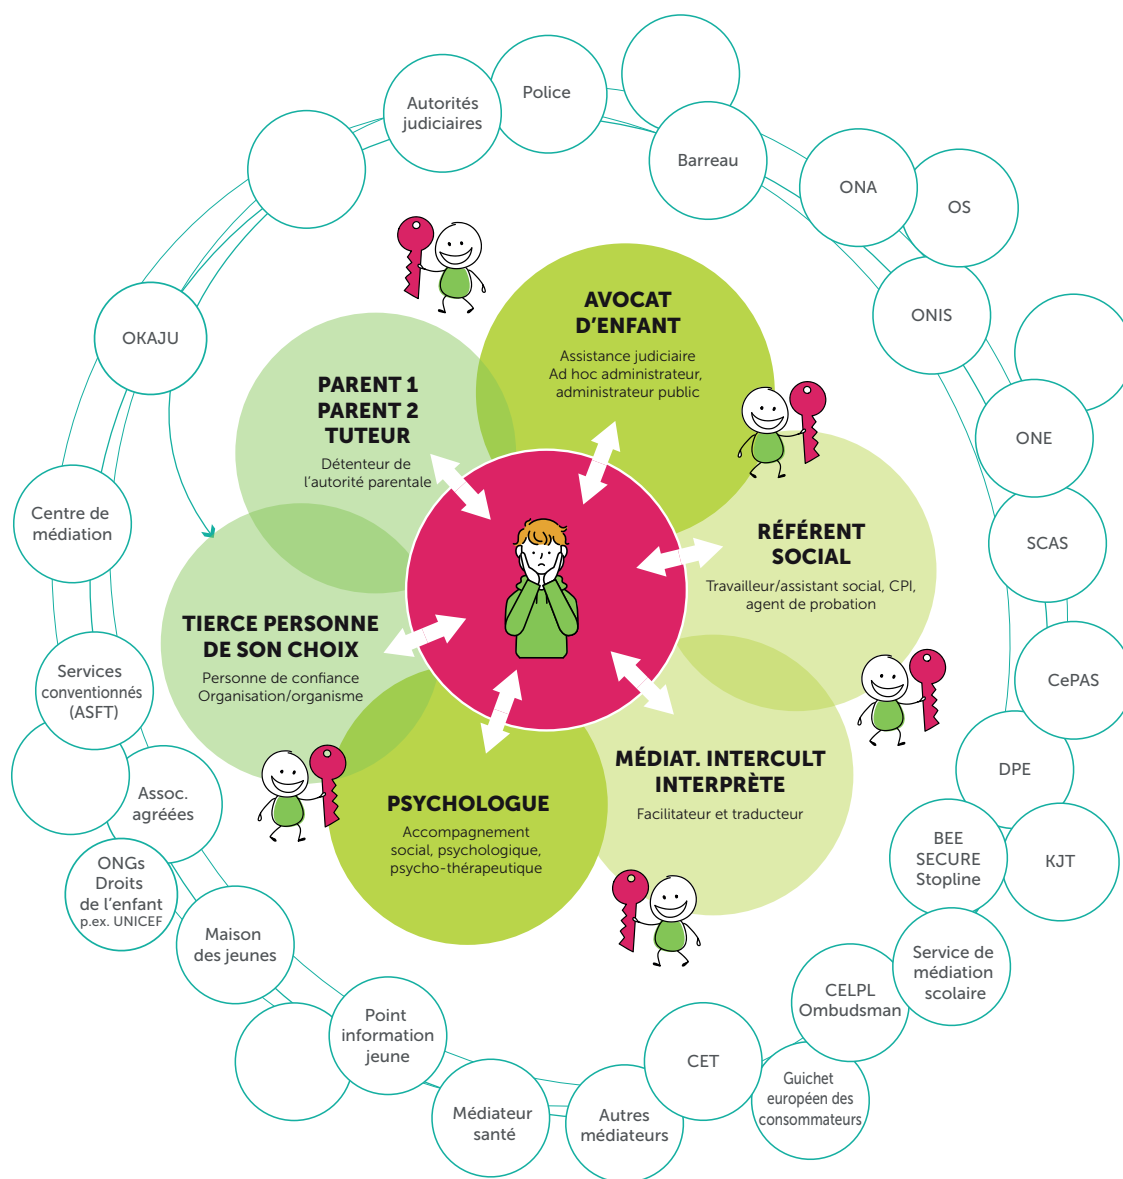 Autorités
judiciaires
Police
Barreau
ONA
OS
ONIS
ONE
SCAS
CePAS
DPE
KJT
BEE
SECURE
Stopline
Service de
médiation
scolaire
CELPL
Ombudsman
Guichet
européen des
consommateurs
CET
Autres
médiateurs
Médiateur
santé
Point
information
jeune
Maison
des jeunes
ONGs
Droits
de l'enfant
p.ex. UNICEF
Assoc.
agréées
Services
conventionnés
(ASFT)
Centre de
médiation
OKAJU
AVOCAT
D'ENFANT
Assistance judiciaire
Ad hoc administrateur,
administrateur public
PARENT 1
PARENT 2
TUTEUR
Détenteur de
l'autorité parentale
RÉFÉRENT
SOCIAL
Travailleur/assistant social, CPI,
agent de probation
TIERCE PERSONNE
DE SON CHOIX
Personne de confiance
Organisation/organisme
MÉDIAT. INTERCULT
INTERPRÈTE
Facilitateur et traducteur
PSYCHOLOGUE
Accompagnement
social, psychologique,
psycho-thérapeutique